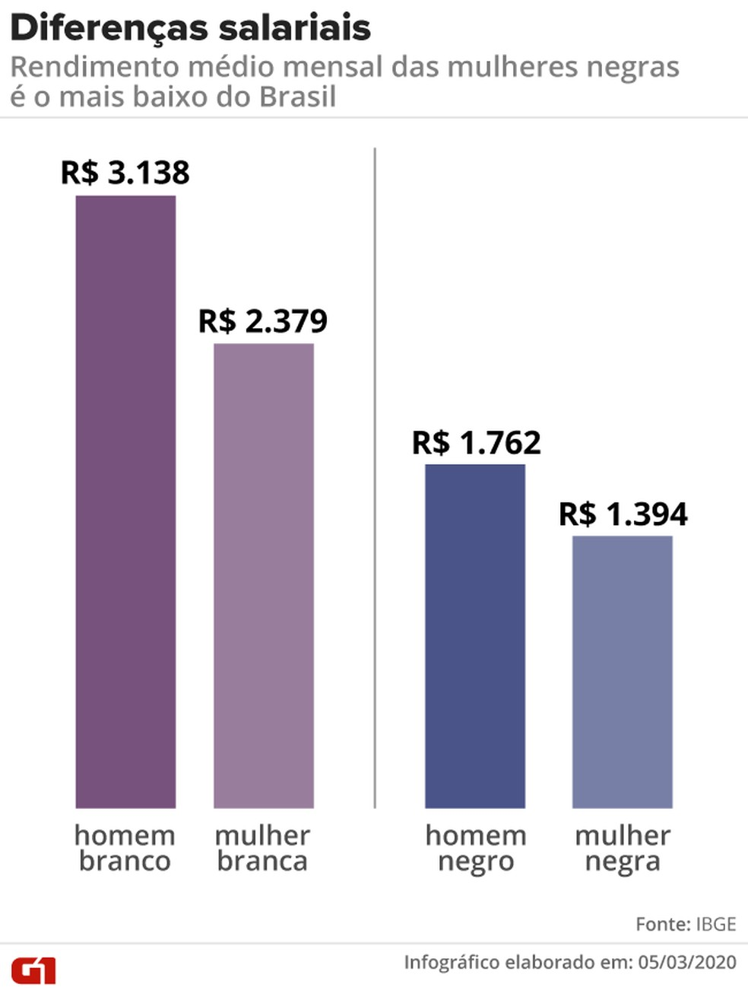 Diferenças salariais
Rendimento médio mensal das mulheres negras
é o mais baixo do Brasil
R$ 3.138
R$ 2.379
R$ 1.762
R$ 1.394
homem
branco
mulher
branca
homem
negro
mulher
negra
Fonte: IBGE
G1
Infográfico elaborado em: 05/03/2020